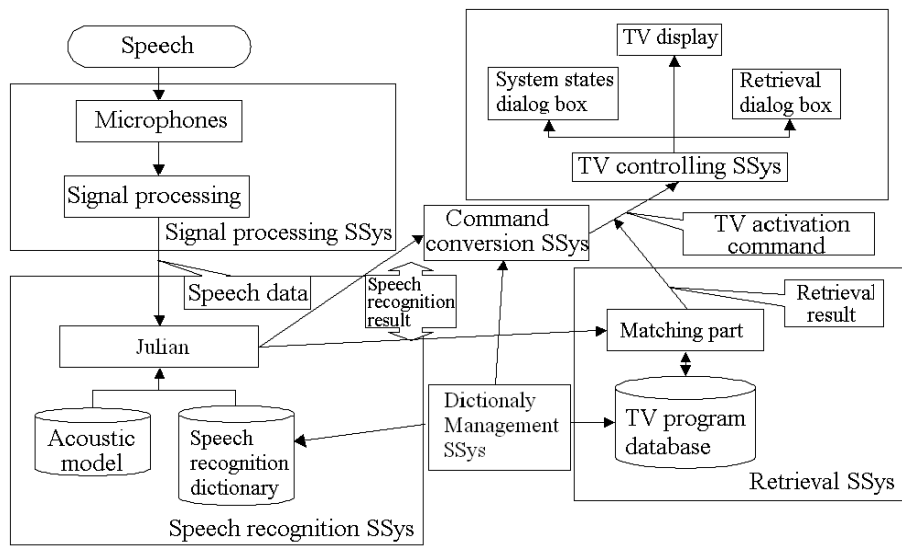 Speech
Microphones
Signal processing
Signal processing SSys
Speech data
Julian
Acoustic
model
Speech
recognition
dictionary
Speech recognition SSys
Command
conversion SSys
Speech
recognition
result
Dictionaly
Management
SSys
TV display
System states
dialog box
Retrieval
dialog box
TV controlling SSys
TV activation
command
Retrieval
result
Matching part
TV program
database
Retrieval SSys